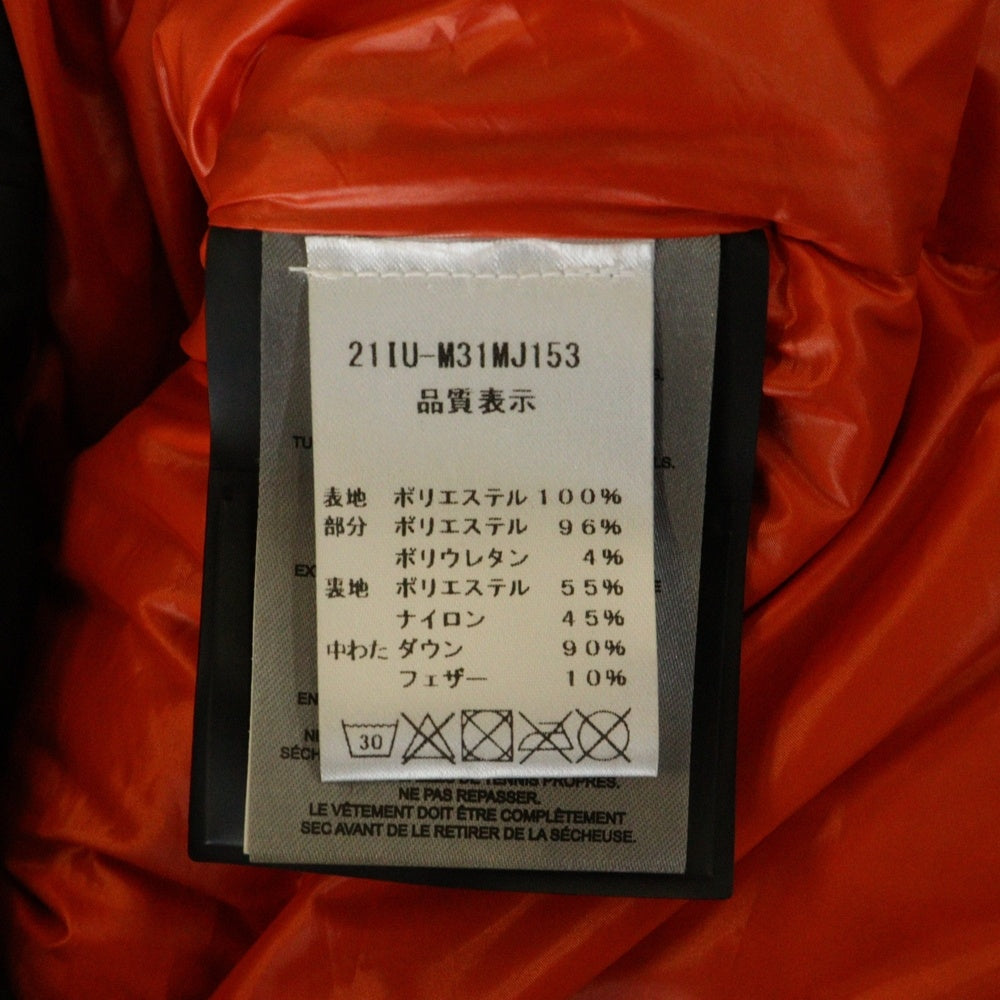 21IU-M31MJ153
品質表示
表地 ポリエステル 100%
部分 ポリエステル 96%
ポリウレタン 4%
裏地 ポリエステル 55%
ナイロン 45%
中わた ダウン 90%
フェザー 10%
30
TENNIS PROPRES.
NE PAS REPASSER.
LE VÊTEMENT DOIT ÊTRE COMPLÈTEMENT
SEC AVANT DE LE RETIRER DE LA SÉCHEUSE.